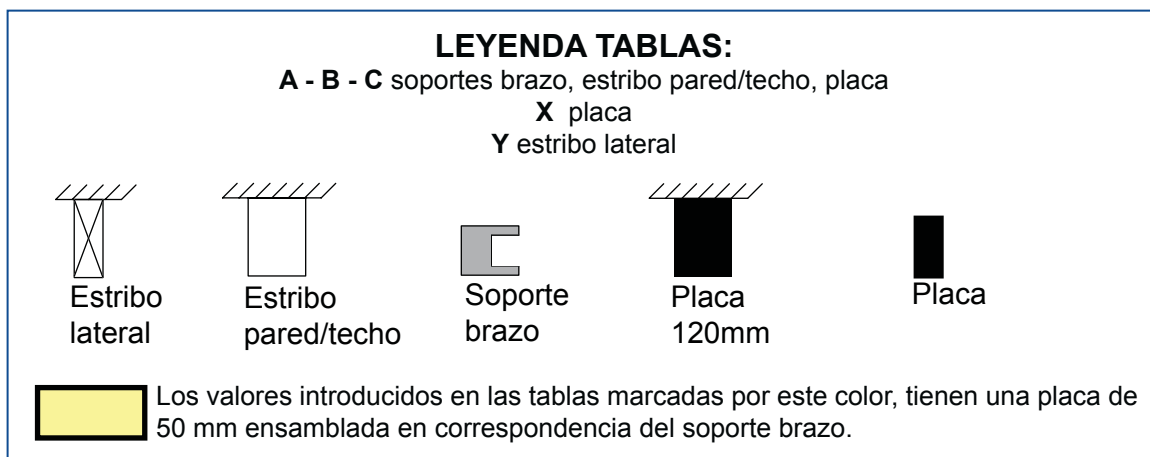 LEYENDA TABLAS:
A - B - C soportes brazo, estribo pared/techo, placa
X placa
Y estribo lateral
Estribo lateral
Estribo pared/techo
Soporte brazo
Placa 120mm
Placa
Los valores introducidos en las tablas marcadas por este color, tienen una placa de
50 mm ensamblada en correspondencia del soporte brazo.